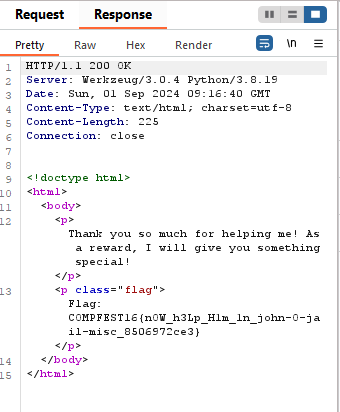 Request Response
Pretty Raw Hex Render \n
1 HTTP/1.1 200 OK
2 Server: Werkzeug/3.0.4 Python/3.8.19
3 Date: Sun, 01 Sep 2024 09:16:40 GMT
4 Content-Type: text/html; charset=utf-8
5 Content-Length: 225
6 Connection: close
7
8
9 <!doctype html>
10 <html>
11 <body>
12 <p>
Thank you so much for helping me! As
a reward, I will give you something
special!
</p>
13 <p class="flag">
Flag:
COMPFEST16{n0W_h3Lp_H1m_1n_john-O-ja
il-misc_8506972ce3}
</p>
14 </body>
15 </html>